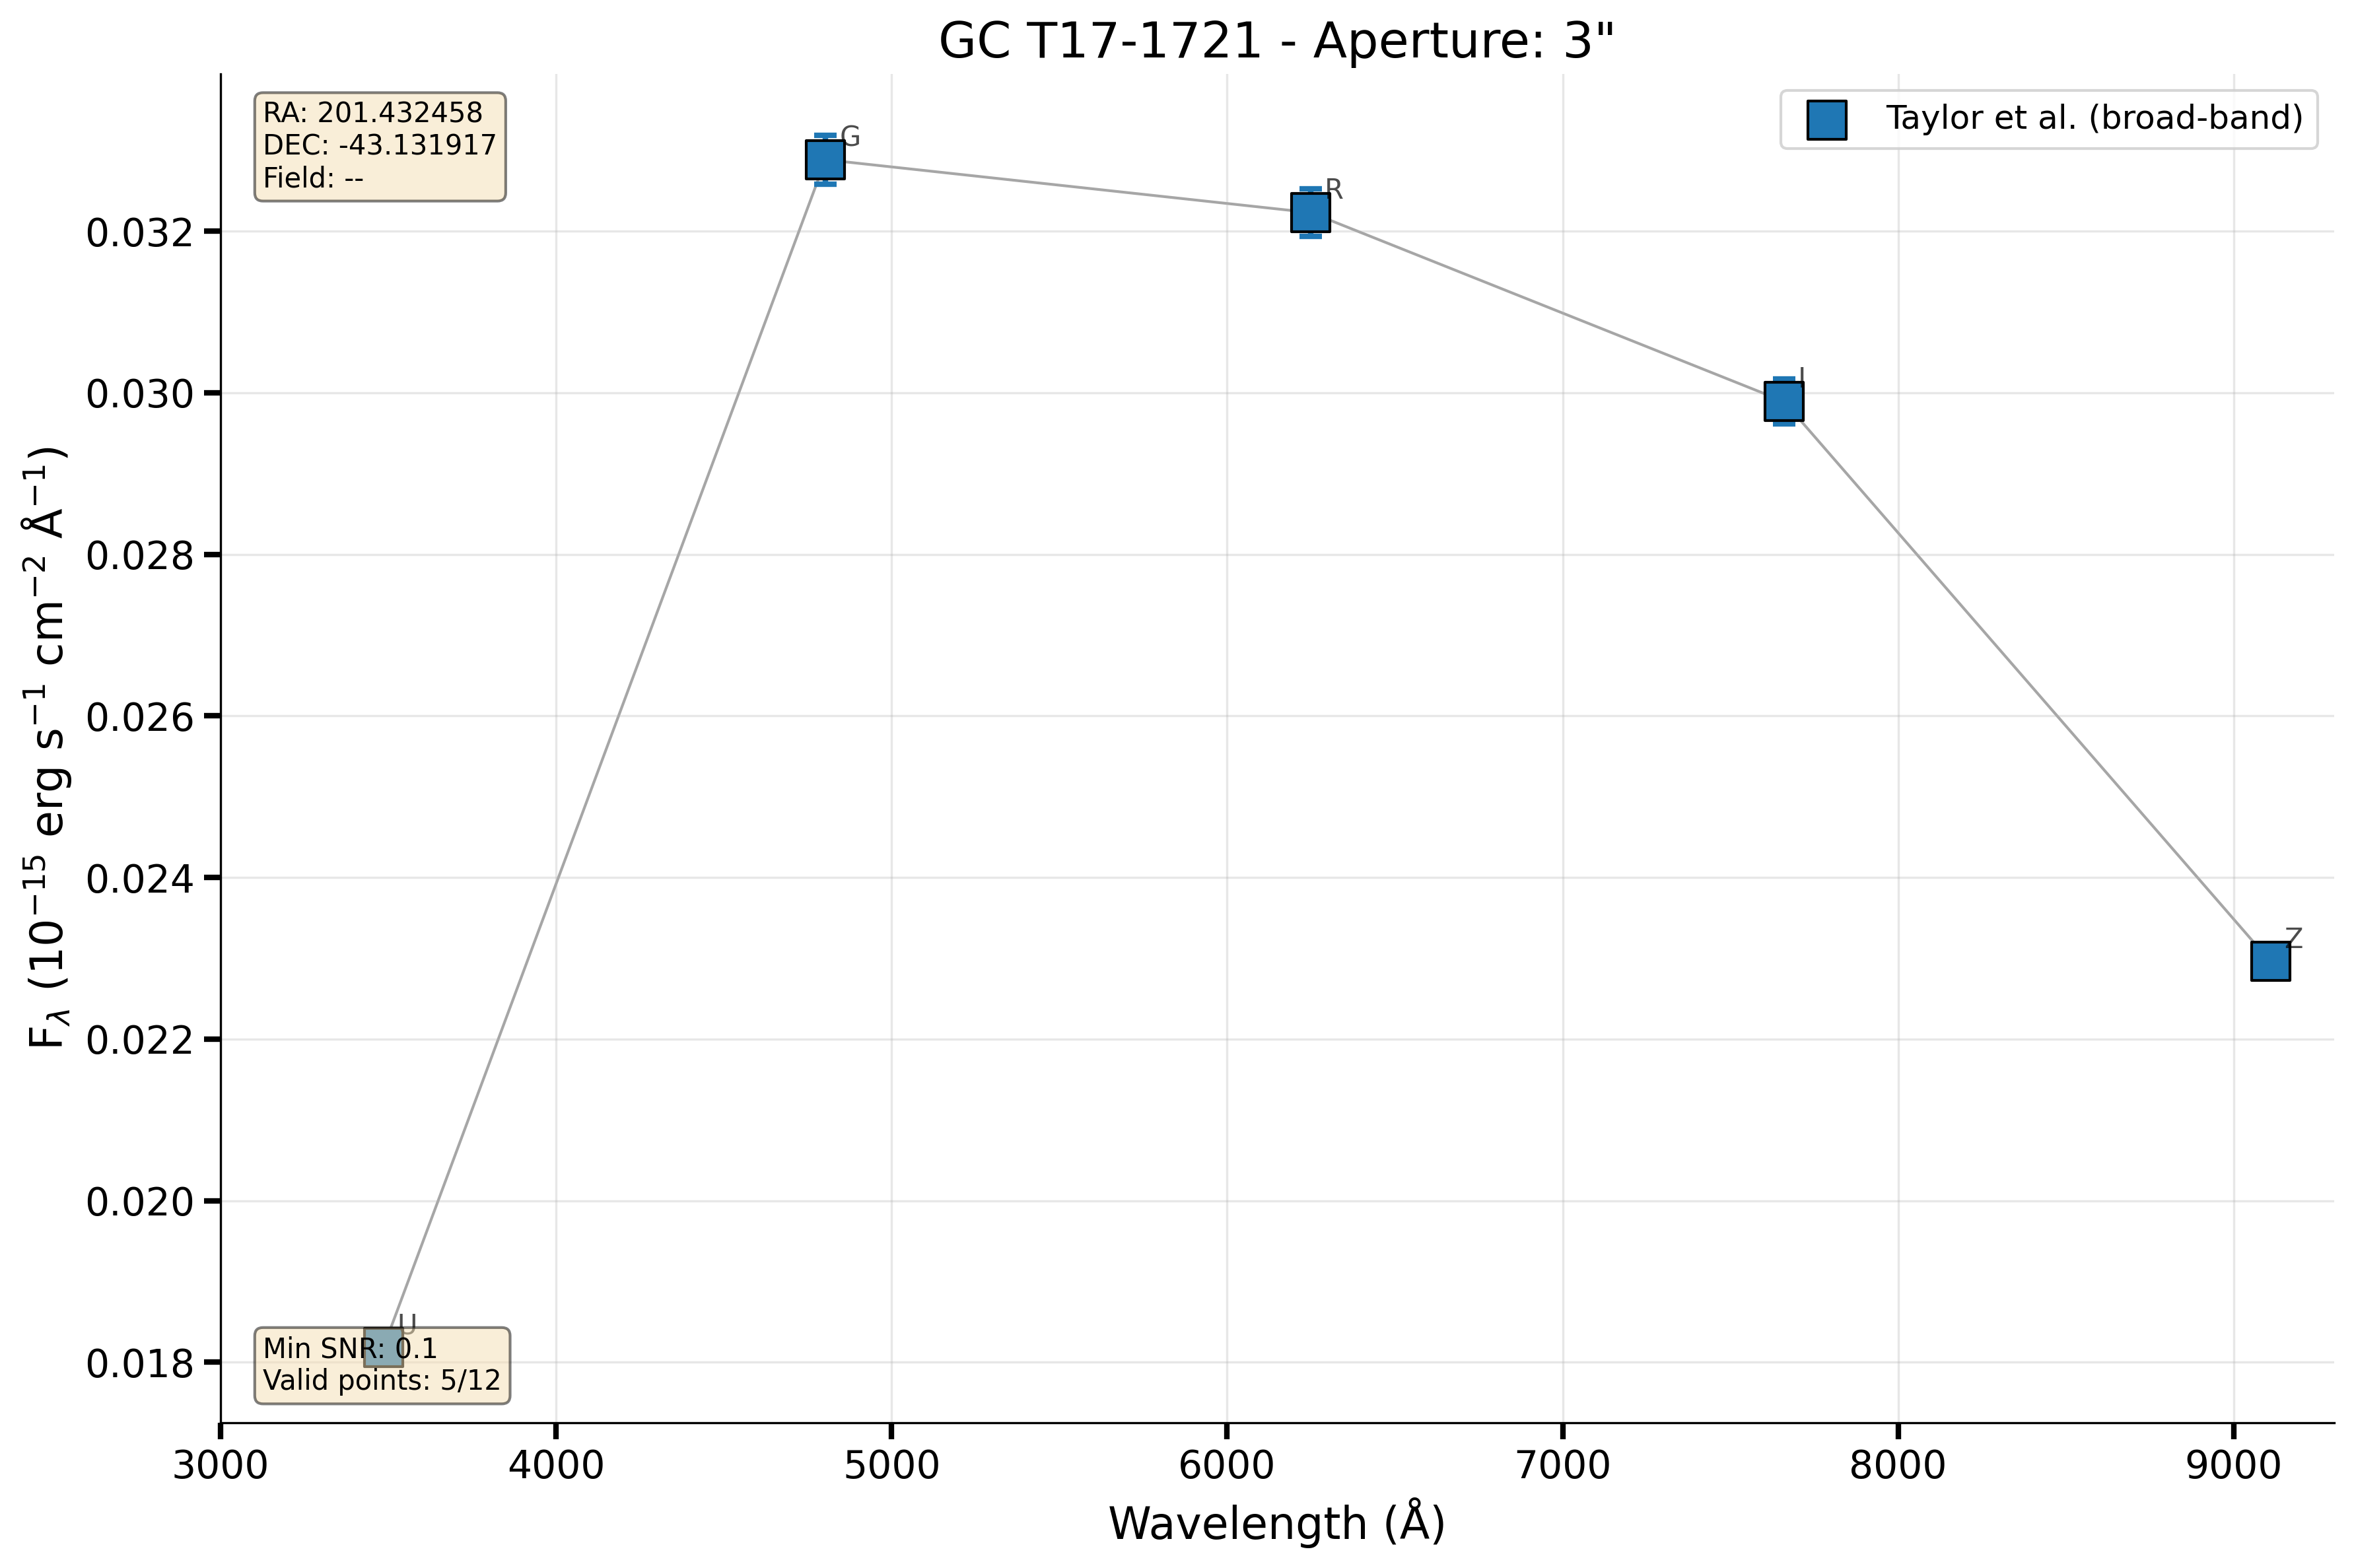 GC T17-1721 - Aperture: 3"
RA: 201.432458
DEC: -43.131917
Field: --
Taylor et al. (broad-band)
G
R
I
Z
U
Min SNR: 0.1
Valid points: 5/12
F_λ (10⁻¹⁵ erg s⁻¹ cm⁻² Å⁻¹)
0.032
0.030
0.028
0.026
0.024
0.022
0.020
0.018
3000 4000 5000 6000 7000 8000 9000
Wavelength (Å)